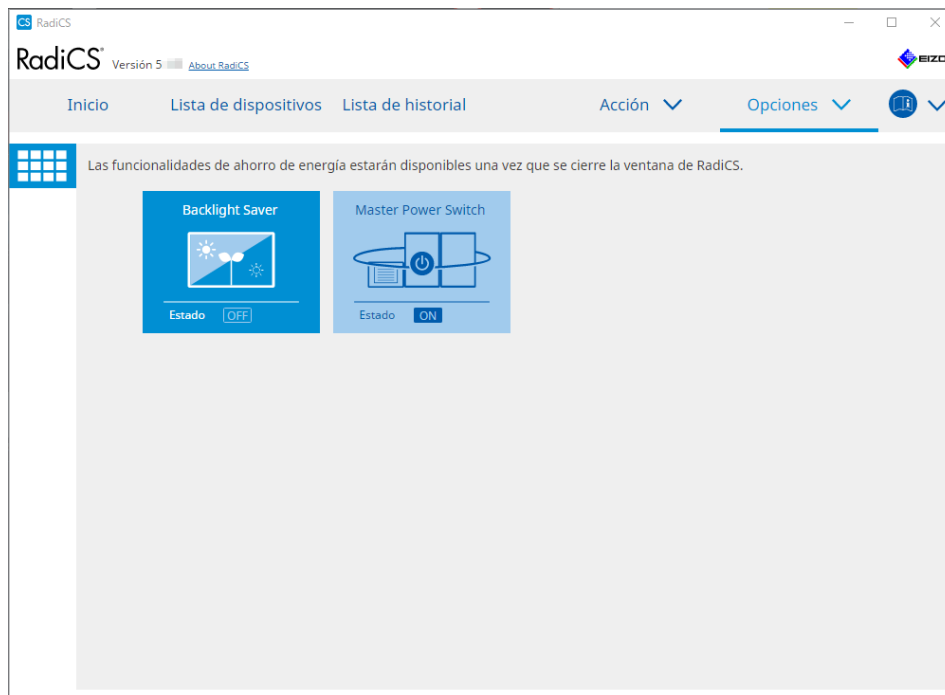 CS RadiCS
RadiCS® Versión 5 About RadiCS
EIZO
Inicio Lista de dispositivos Lista de historial Acción Opciones
Las funcionalidades de ahorro de energía estarán disponibles una vez que se cierre la ventana de RadiCS.
Backlight Saver
Estado OFF
Master Power Switch
Estado ON